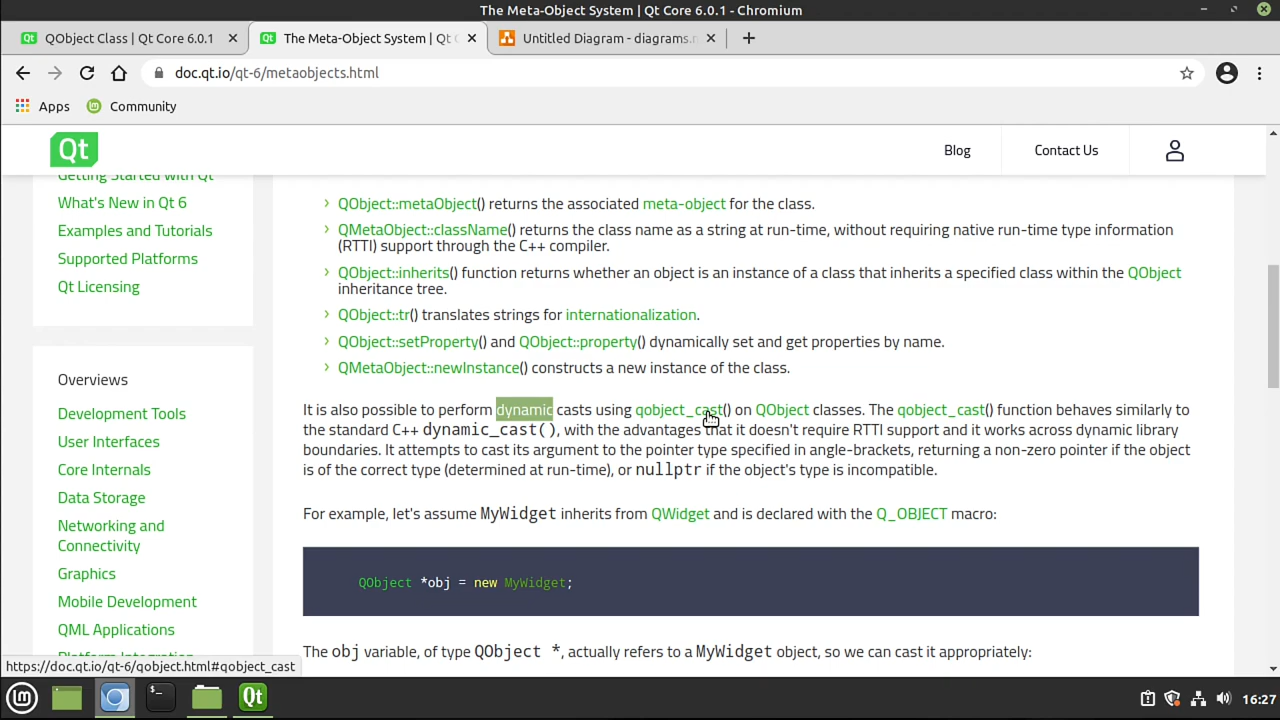 The Meta-Object System | Qt Core 6.0.1 - Chromium
QObject Class | Qt Core 6.0.1
The Meta-Object System | Qt C
Untitled Diagram - diagrams.n
doc.qt.io/qt-6/metaobjects.html
Apps
Community
Qt
Blog
Contact Us
Getting Started with Qt
What's New in Qt 6
Examples and Tutorials
Supported Platforms
Qt Licensing
Overviews
Development Tools
User Interfaces
Core Internals
Data Storage
Networking and
Connectivity
Graphics
Mobile Development
QML Applications
QObject::metaObject() returns the associated meta-object for the class.
QMetaObject::className() returns the class name as a string at run-time, without requiring native run-time type information
(RTTI) support through the C++ compiler.
QObject::inherits() function returns whether an object is an instance of a class that inherits a specified class within the QObject
inheritance tree.
QObject::tr() translates strings for internationalization.
QObject::setProperty() and QObject::property() dynamically set and get properties by name.
QMetaObject::newInstance() constructs a new instance of the class.
It is also possible to perform dynamic casts using qobject_cast() on QObject classes. The qobject_cast() function behaves similarly to
the standard C++ dynamic_cast(), with the advantages that it doesn't require RTTI support and it works across dynamic library
boundaries. It attempts to cast its argument to the pointer type specified in angle-brackets, returning a non-zero pointer if the object
is of the correct type (determined at run-time), or nullptr if the object's type is incompatible.
For example, let's assume MyWidget inherits from QWidget and is declared with the Q_OBJECT macro:
QObject *obj = new MyWidget;
The obj variable, of type QObject *, actually refers to a MyWidget object, so we can cast it appropriately:
https://doc.qt.io/qt-6/qobject.html#qobject_cast
16:27